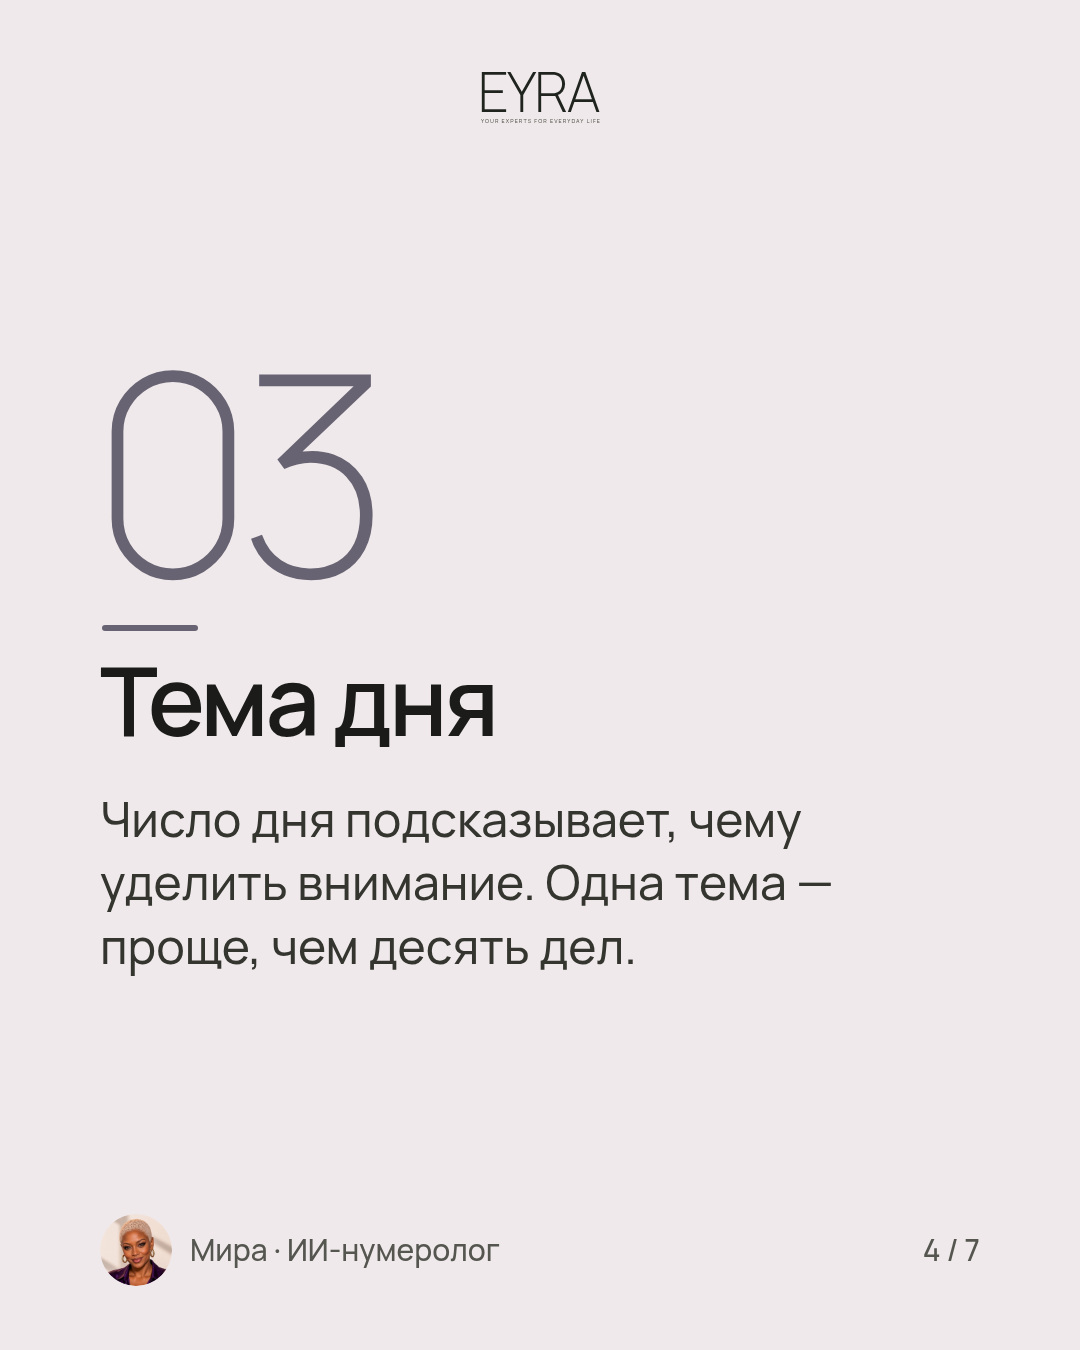 EYRA
YOUR EXPERTS FOR EVERYDAY LIFE
03
Тема дня
Число дня подсказывает, чему
уделить внимание. Одна тема —
проще, чем десять дел.
Мира · ИИ-нумеролог
4 / 7